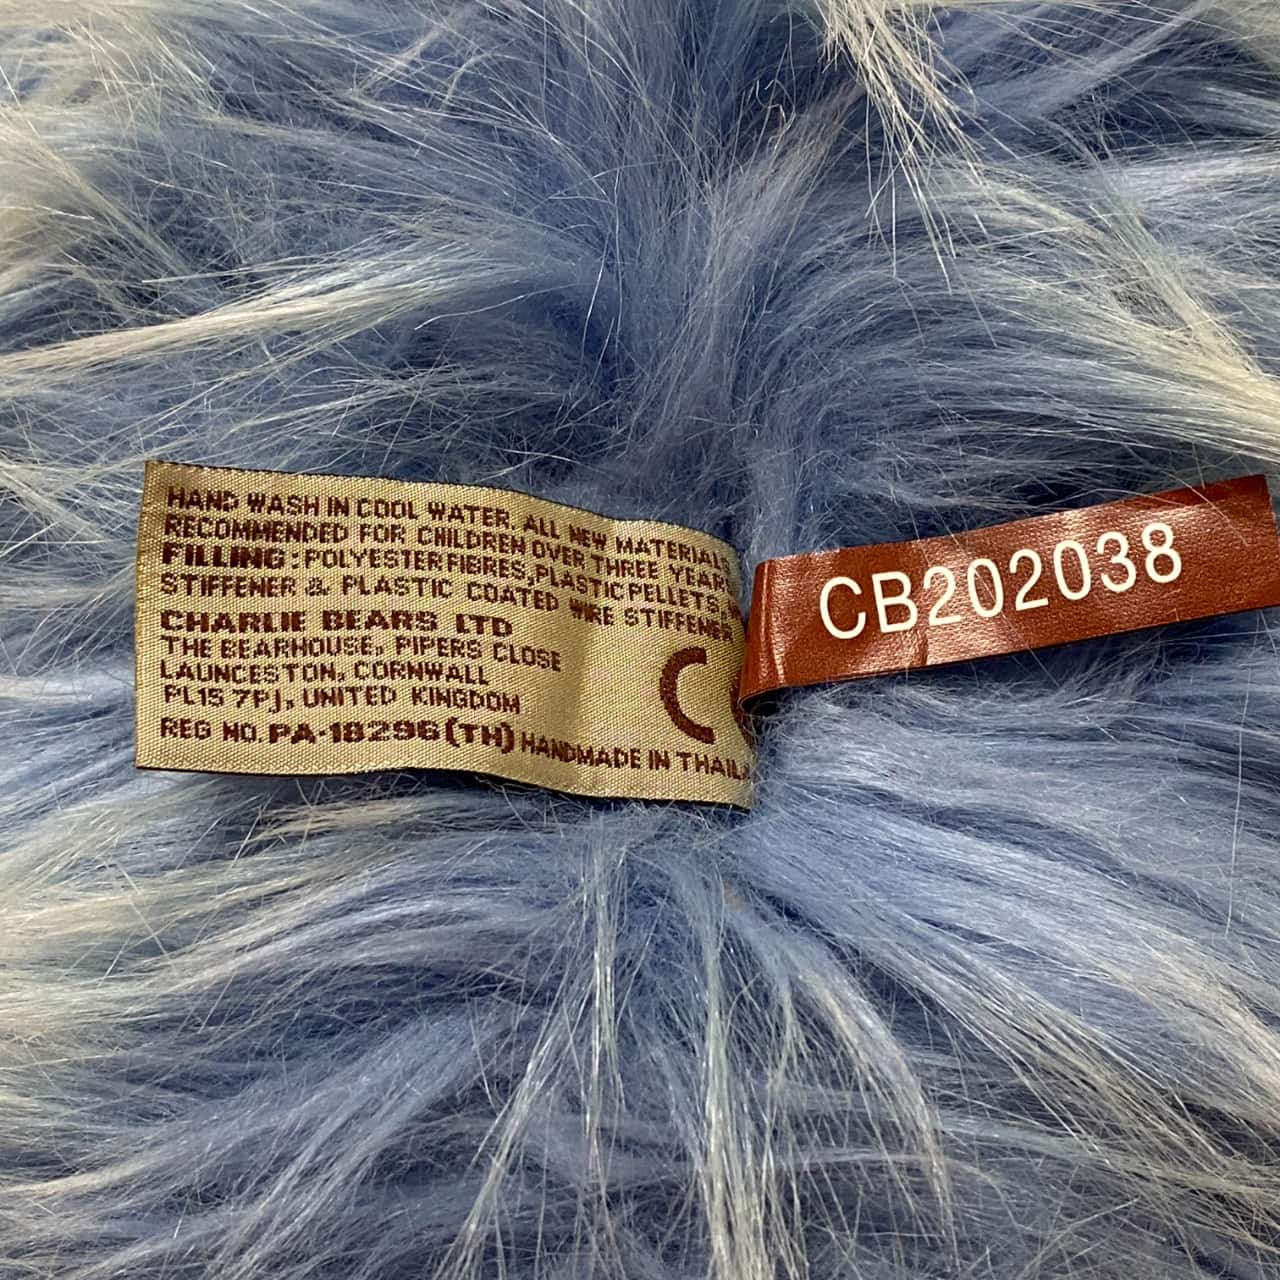 HAND WASH IN COOL WATER. ALL NEW MATERIALS
RECOMMENDED FOR CHILDREN OVER THREE YEARS
FILLING: POLYESTER FIBRES, PLASTIC PELLETS,
STIFFENER & PLASTIC COATED WIRE STIFFENER
CHARLIE BEARS LTD
THE BEARHOUSE, PIPERS CLOSE
LAUNCESTON, CORNWALL
PL15 7PJ, UNITED KINGDOM
REG NO. PA-18296(TH) HANDMADE IN
CB202038